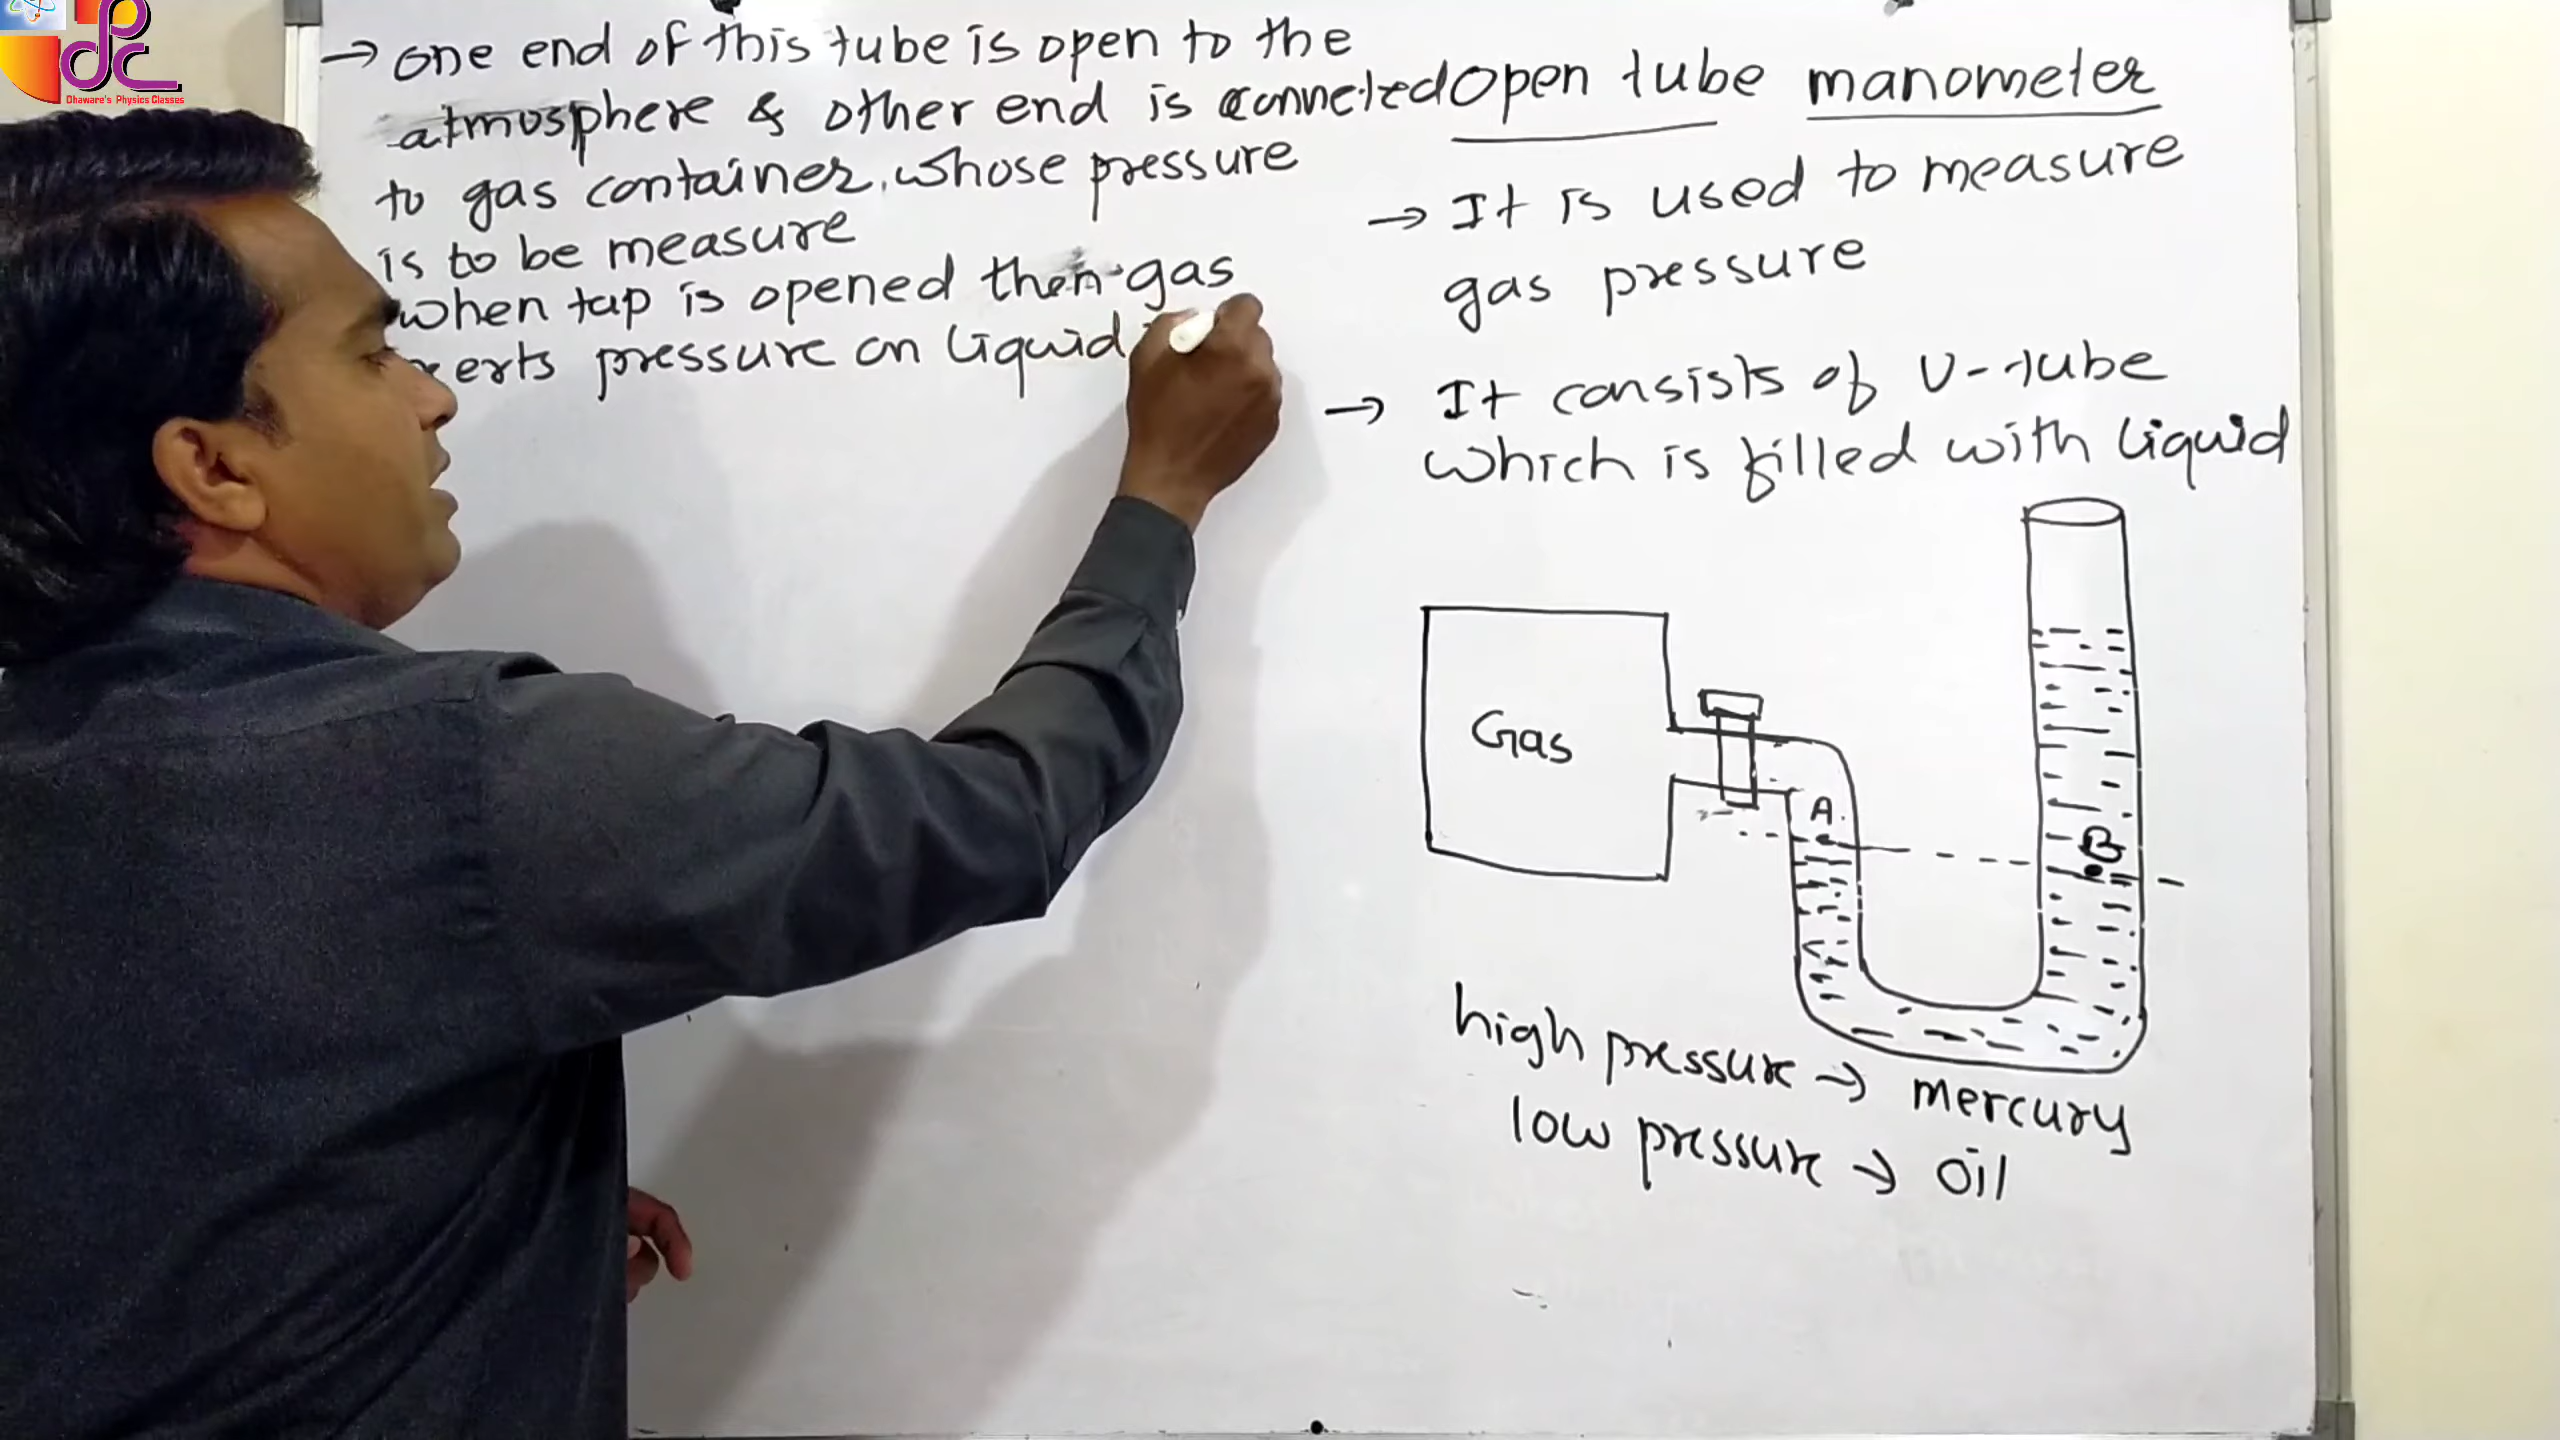 dpc
Dhaware's Physics Classes
Open tube manometer
→ It is used to measure
gas pressure
→ It consists of U-tube
which is filled with liquid
Gas
A.
B
high pressure → mercury
low pressure → oil
→ one end of this tube is open to the
atmosphere & other end is conneted
to gas container, whose pressure
is to be measure
when tap is opened then gas
erts pressure on liquid